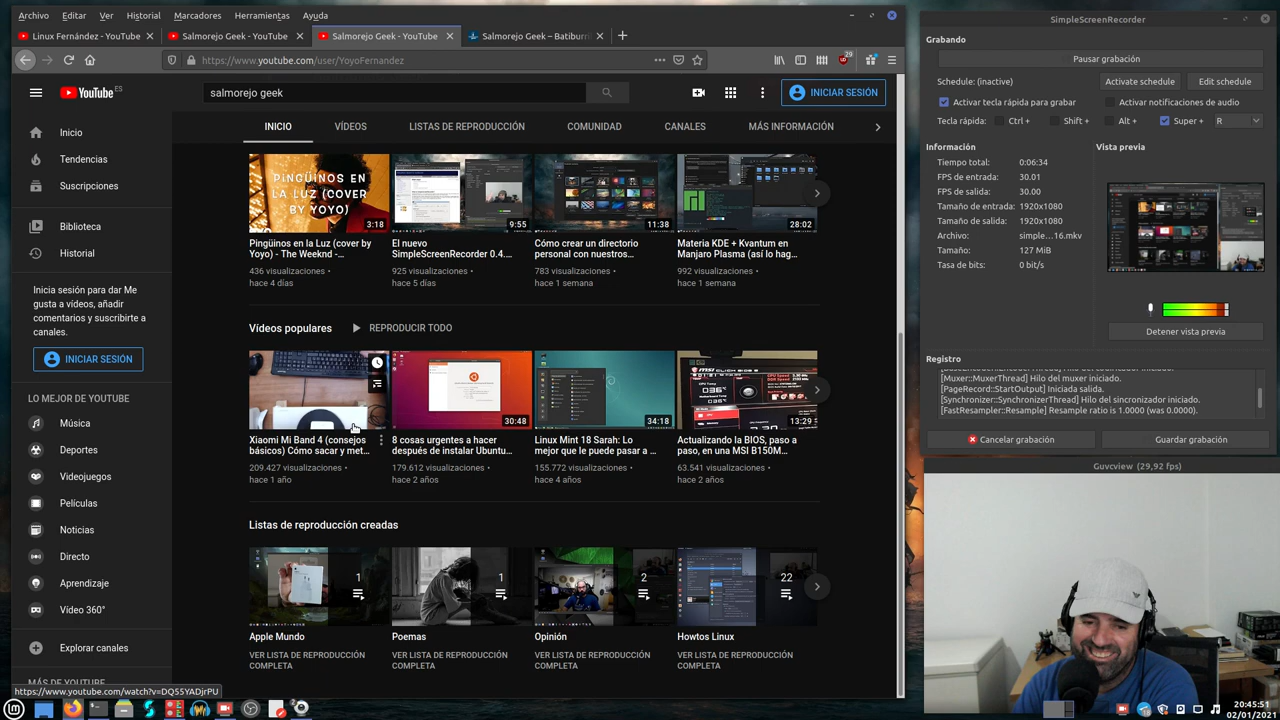 Archivo Editar Ver Historial Marcadores Herramientas Ayuda
Linux Fernández - YouTube
Salmorejo Geek - YouTube
Salmorejo Geek - YouTube
Salmorejo Geek – Batiburri
https://www.youtube.com/user/YoyoFernandez
29
YouTube ES
salmorejo geek
INICIAR SESIÓN
Inicio
Tendencias
Suscripciones
Biblioteca
Historial
Inicia sesión para dar Me
gusta a vídeos, añadir
comentarios y suscribirte a
canales.
INICIAR SESIÓN
LO MEJOR DE YOUTUBE
Música
Deportes
Videojuegos
Películas
Noticias
Directo
Aprendizaje
Vídeo 360°
Explorar canales
MÁS DE YOUTUBE
https://www.youtube.com/watch?v=DQ55YADjrPU
INICIO VÍDEOS LISTAS DE REPRODUCCIÓN COMUNIDAD CANALES MÁS INFORMACIÓN
PINGÜINOS
EN LA LUZ (COVER
BY YOYO)
3:18
Pingüinos en la Luz (cover by
Yoyo) - The Weeknd -...
436 visualizaciones •
hace 4 días
9:55
El nuevo
SimpleScreenRecorder 0.4....
925 visualizaciones •
hace 5 días
11:38
Cómo crear un directorio
personal con nuestros...
783 visualizaciones •
hace 1 semana
28:02
Materia KDE + Kvantum en
Manjaro Plasma (así lo hag...
992 visualizaciones •
hace 1 semana
Vídeos populares REPRODUCIR TODO
Xiaomi Mi Band 4 (consejos
básicos) Cómo sacar y met...
209.427 visualizaciones •
hace 1 año
30:48
8 cosas urgentes a hacer
después de instalar Ubuntu...
179.612 visualizaciones •
hace 2 años
34:18
Linux Mint 18 Sarah: Lo
mejor que le puede pasar a ...
155.772 visualizaciones •
hace 4 años
13:29
Actualizando la BIOS, paso a
paso, en una MSI B150M...
63.541 visualizaciones •
hace 2 años
Listas de reproducción creadas
1
Apple Mundo
VER LISTA DE REPRODUCCIÓN
COMPLETA
1
Poemas
VER LISTA DE REPRODUCCIÓN
COMPLETA
2
Opinión
VER LISTA DE REPRODUCCIÓN
COMPLETA
22
Howtos Linux
VER LISTA DE REPRODUCCIÓN
COMPLETA
SimpleScreenRecorder
Grabando
Pausar grabación
Schedule: (inactive) Activate schedule Edit schedule
Activar tecla rápida para grabar Activar notificaciones de audio
Tecla rápida: Ctrl + Shift + Alt + Super + R
Información
Tiempo total: 0:06:34
FPS de entrada: 30.01
FPS de salida: 30.00
Tamaño de entrada: 1920x1080
Tamaño de salida: 1920x1080
Archivo: simple...16.mkv
Tamaño: 127 MiB
Tasa de bits: 0 bit/s
Vista previa
Detener vista previa
Registro
[Muxer::MuxerThread] Hilo del muxer iniciado.
[PageRecord::StartOutput] Iniciada salida.
[Synchronizer::SynchronizerThread] Hilo del sincronizador iniciado.
[FastResampler::Resample] Resample ratio is 1.0000 (was 0.0000).
Cancelar grabación Guardar grabación
Guvcview (29,92 fps)
20:45:51
02/01/2021